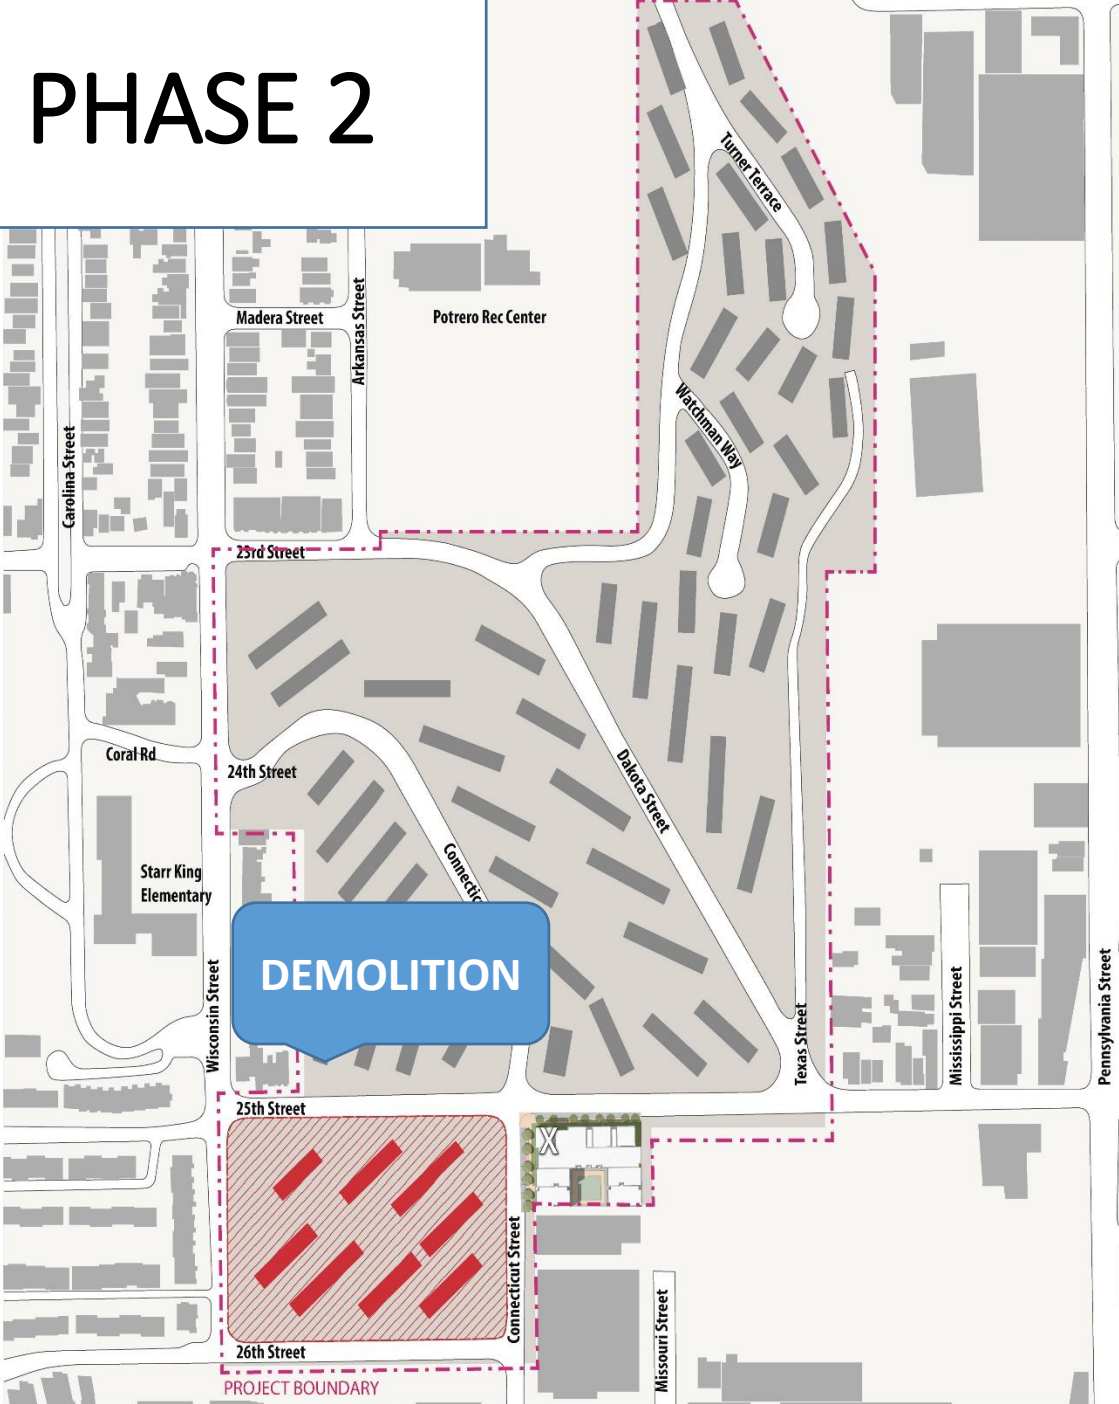 PHASE 2
Turner Terrace
Madera Street
Arkansas Street
Potrero Rec Center
Carolina Street
Watchman Way
23rd Street
Coral Rd
24th Street
Dakota Street
Starr King
Elementary
Connectic
DEMOLITION
Wisconsin Street
Texas Street
Mississippi Street
Pennsylvania Street
25th Street
X
Connecticut Street
26th Street
Missouri Street
PROJECT BOUNDARY